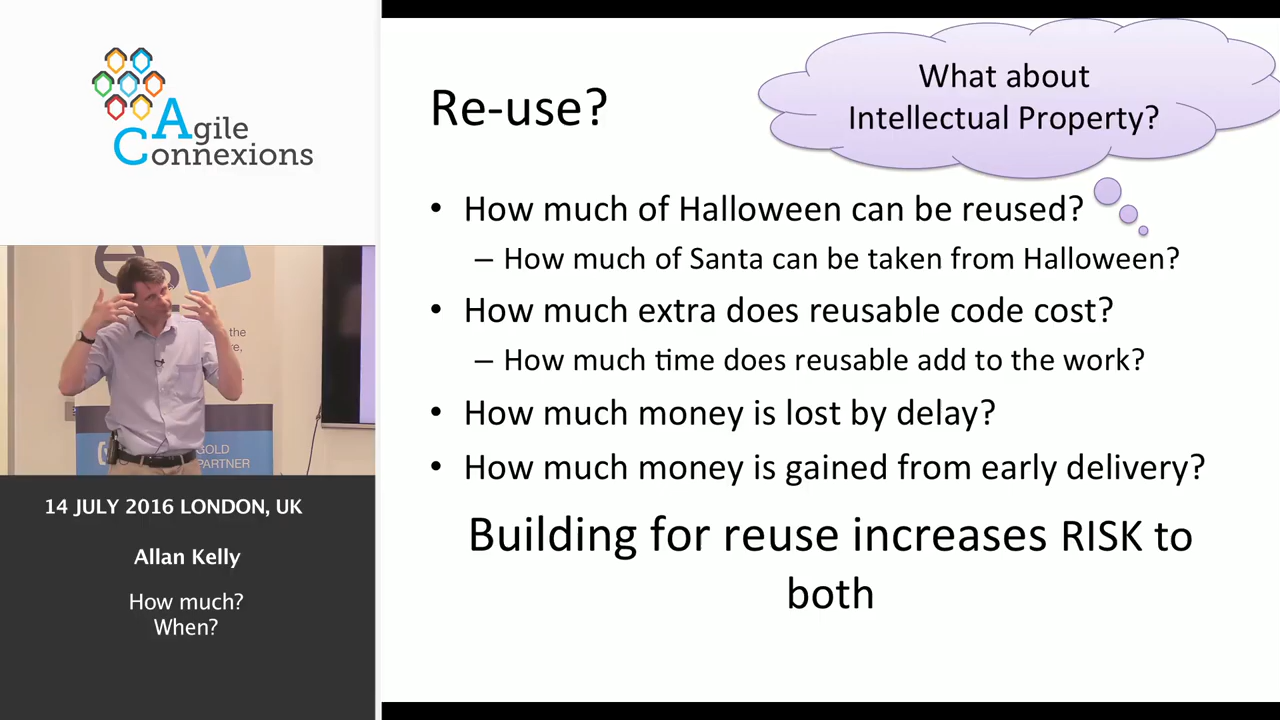 Agile
Connexions
the
re,
GOLD
PARTNER
14 JULY 2016 LONDON, UK
Allan Kelly
How much?
When?
What about
Intellectual Property?
Re-use?
• How much of Halloween can be reused?
– How much of Santa can be taken from Halloween?
• How much extra does reusable code cost?
– How much time does reusable add to the work?
• How much money is lost by delay?
• How much money is gained from early delivery?
Building for reuse increases RISK to
both